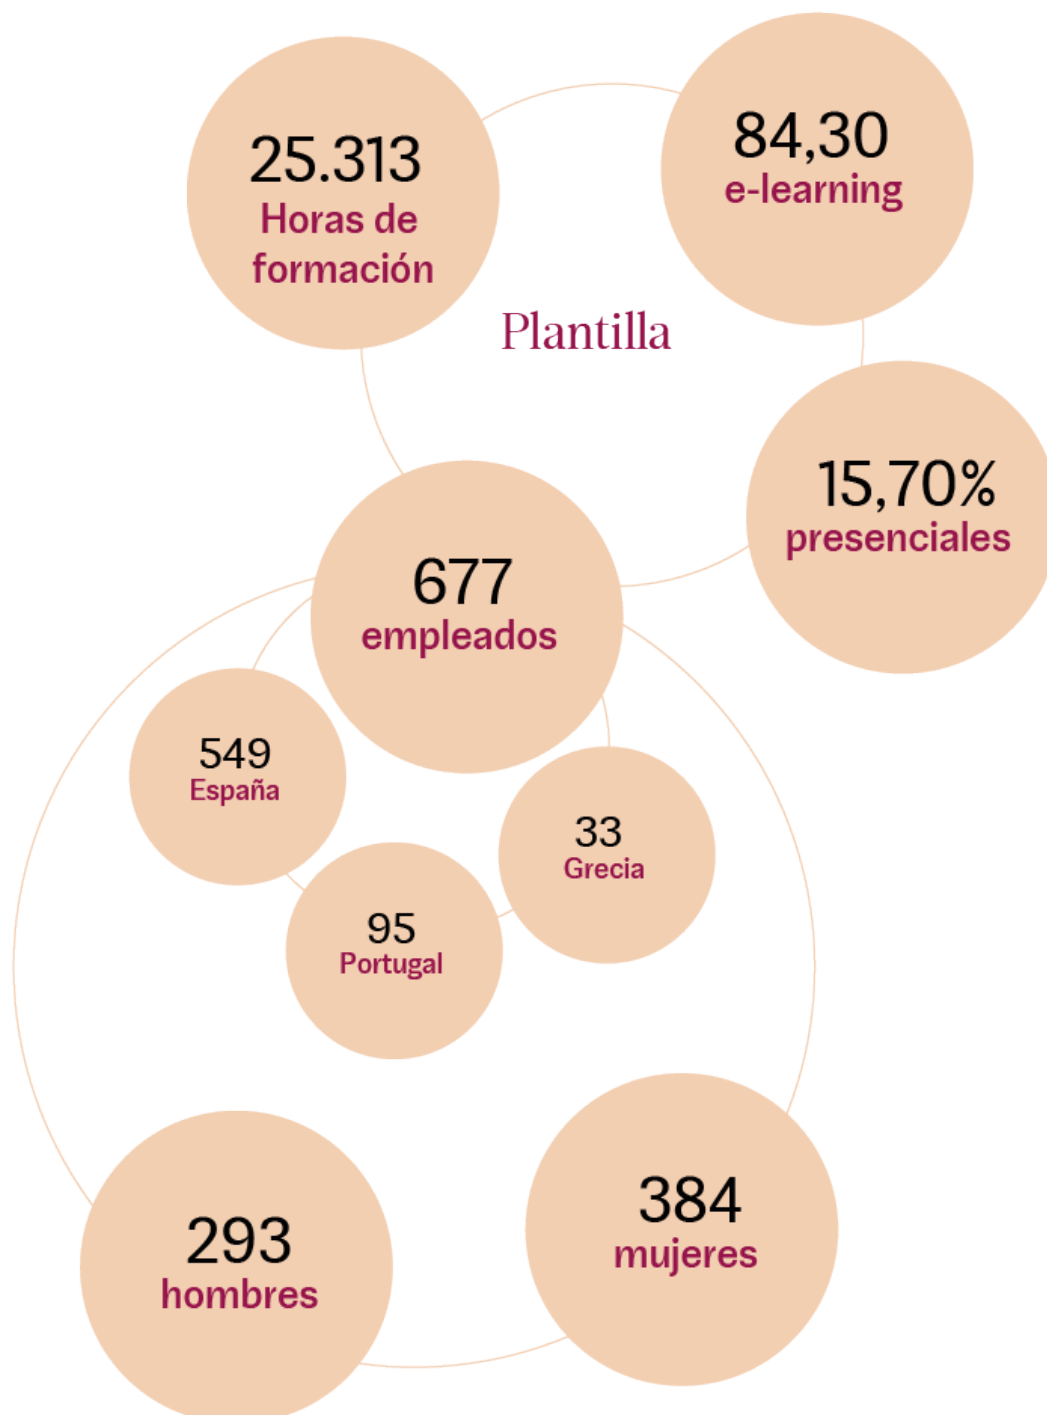 25.313
Horas de
formación
84,30
e-learning
Plantilla
15,70%
presenciales
677
empleados
549
España
33
Grecia
95
Portugal
384
mujeres
293
hombres